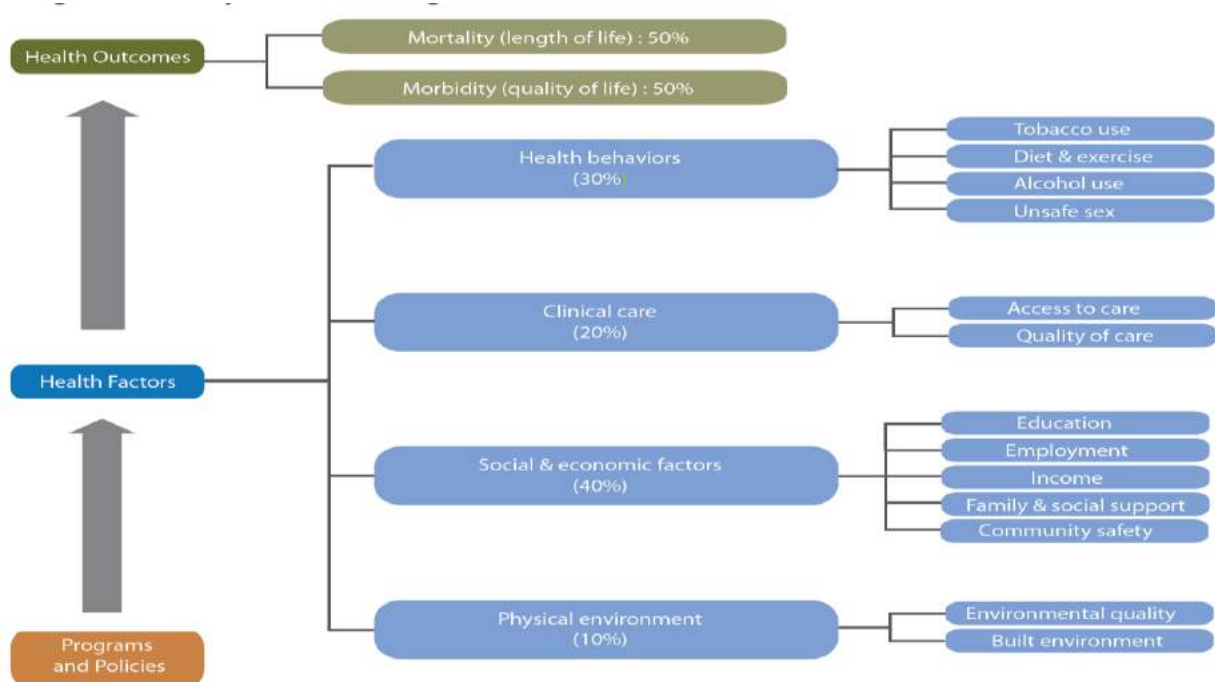 Health Outcomes
Mortality (length of life) : 50%
Morbidity (quality of life) : 50%
Health Factors
Health behaviors
(30%)
Tobacco use
Diet & exercise
Alcohol use
Unsafe sex
Clinical care
(20%)
Access to care
Quality of care
Social & economic factors
(40%)
Education
Employment
Income
Family & social support
Community safety
Physical environment
(10%)
Environmental quality
Built environment
Programs
and Policies